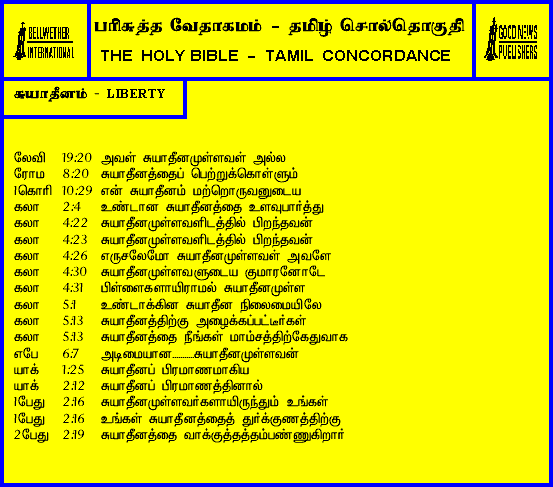 BELLWETHER
INTERNATIONAL
பரிசுத்த வேதாகமம் - தமிழ் சொல்தொகுதி
THE HOLY BIBLE - TAMIL CONCORDANCE
GOOD NEWS
PUBLISHERS
சுயாதீனம் - LIBERTY
லேவி 19:20 அவள் சுயாதீனமுள்ளவள் அல்ல
ரோம 8:20 சுயாதீனத்தைப் பெற்றுக்கொள்ளும்
1கொரி 10:29 என் சுயாதீனம் மற்றொருவனுடைய
கலா 2:4 உண்டான சுயாதீனத்தை உளவுபார்த்து
கலா 4:22 சுயாதீனமுள்ளவளிடத்தில் பிறந்தவன்
கலா 4:23 சுயாதீனமுள்ளவளிடத்தில் பிறந்தவன்
கலா 4:26 எருசலேமோ சுயாதீனமுள்ளவள் அவளே
கலா 4:30 சுயாதீனமுள்ளவளுடைய குமாரனோடே
கலா 4:31 பிள்ளைகளாயிராமல் சுயாதீனமுள்ள
கலா 5:1 உண்டாக்கின சுயாதீன நிலைமையிலே
கலா 5:13 சுயாதீனத்திற்கு அழைக்கப்பட்டீர்கள்
கலா 5:13 சுயாதீனத்தை நீங்கள் மாம்சத்திற்கேதுவாக
எபே 6:7 அடிமையான..........சுயாதீனமுள்ளவன்
யாக் 1:25 சுயாதீனப் பிரமாணமாகிய
யாக் 2:12 சுயாதீனப் பிரமாணத்தினால்
1பேது 2:16 சுயாதீனமுள்ளவர்களாயிருந்தும் உங்கள்
1பேது 2:16 உங்கள் சுயாதீனத்தைத் துர்க்குணத்திற்கு
2பேது 2:19 சுயாதீனத்தை வாக்குத்தத்தம்பண்ணுகிறார்